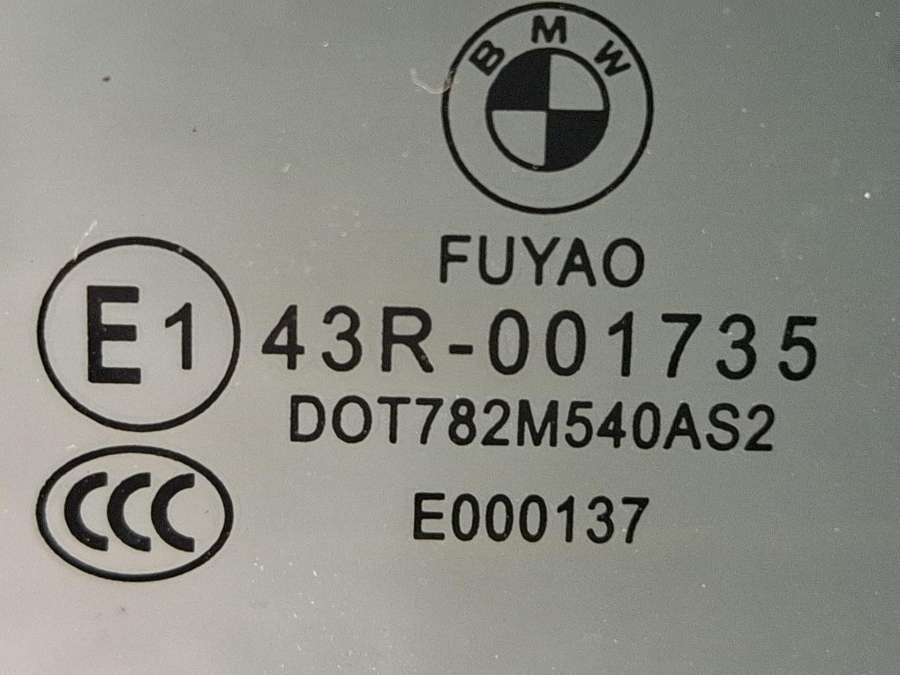 BMW
FUYAO
E1 43R-001735
DOT782M540AS2
CCC E000137